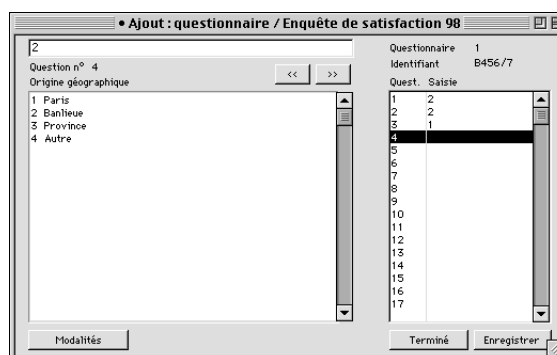 • Ajout : questionnaire / Enquête de satisfaction 98
2
Question n° 4
Origine géographique
<< >>
1 Paris
2 Banlieue
3 Province
4 Autre
Modalités
Questionnaire 1
Identifiant B456/7
Quest. Saisie
1 2
2 2
3 1
4
5
6
7
8
9
10
11
12
13
14
15
16
17
Terminé Enregistrer